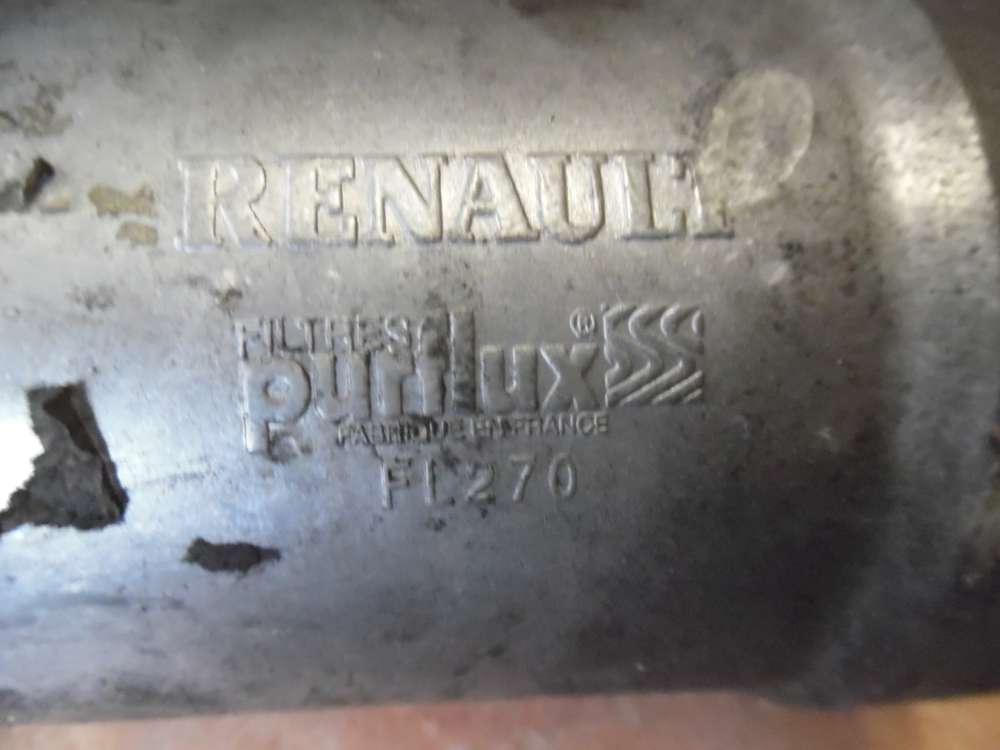 RENAULT
FILTRES
purflux®
FABRIQUE EN FRANCE
FL270